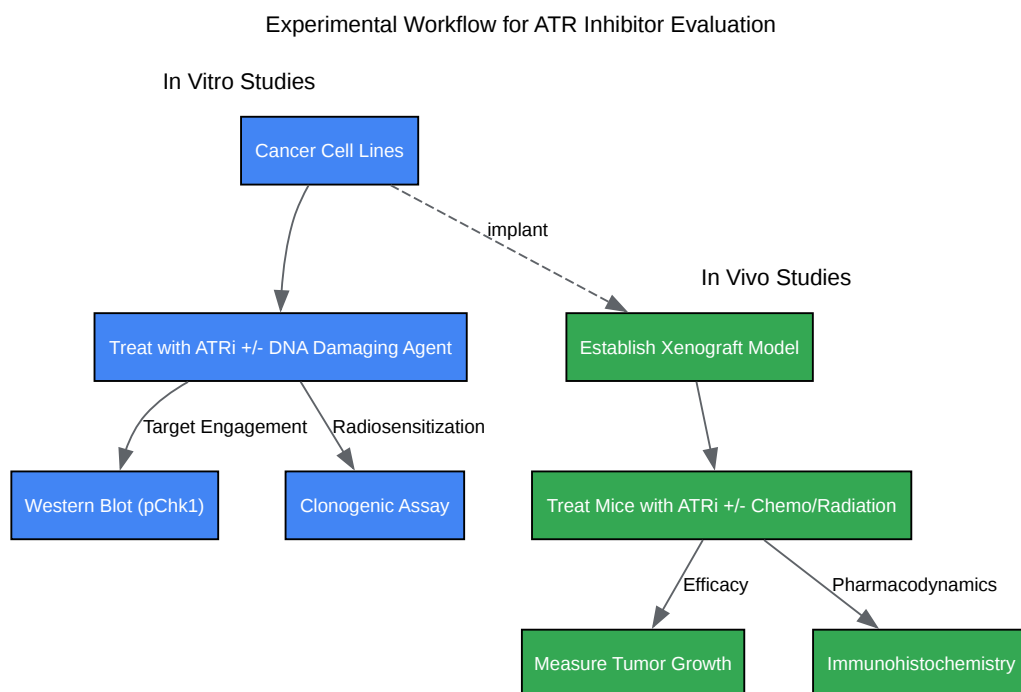 Experimental Workflow for ATR Inhibitor Evaluation
In Vitro Studies
Cancer Cell Lines
implant
In Vivo Studies
Treat with ATRi +/- DNA Damaging Agent
Establish Xenograft Model
Target Engagement
Radiosensitization
Western Blot (pChk1)
Clonogenic Assay
Treat Mice with ATRi +/- Chemo/Radiation
Efficacy
Pharmacodynamics
Measure Tumor Growth
Immunohistochemistry